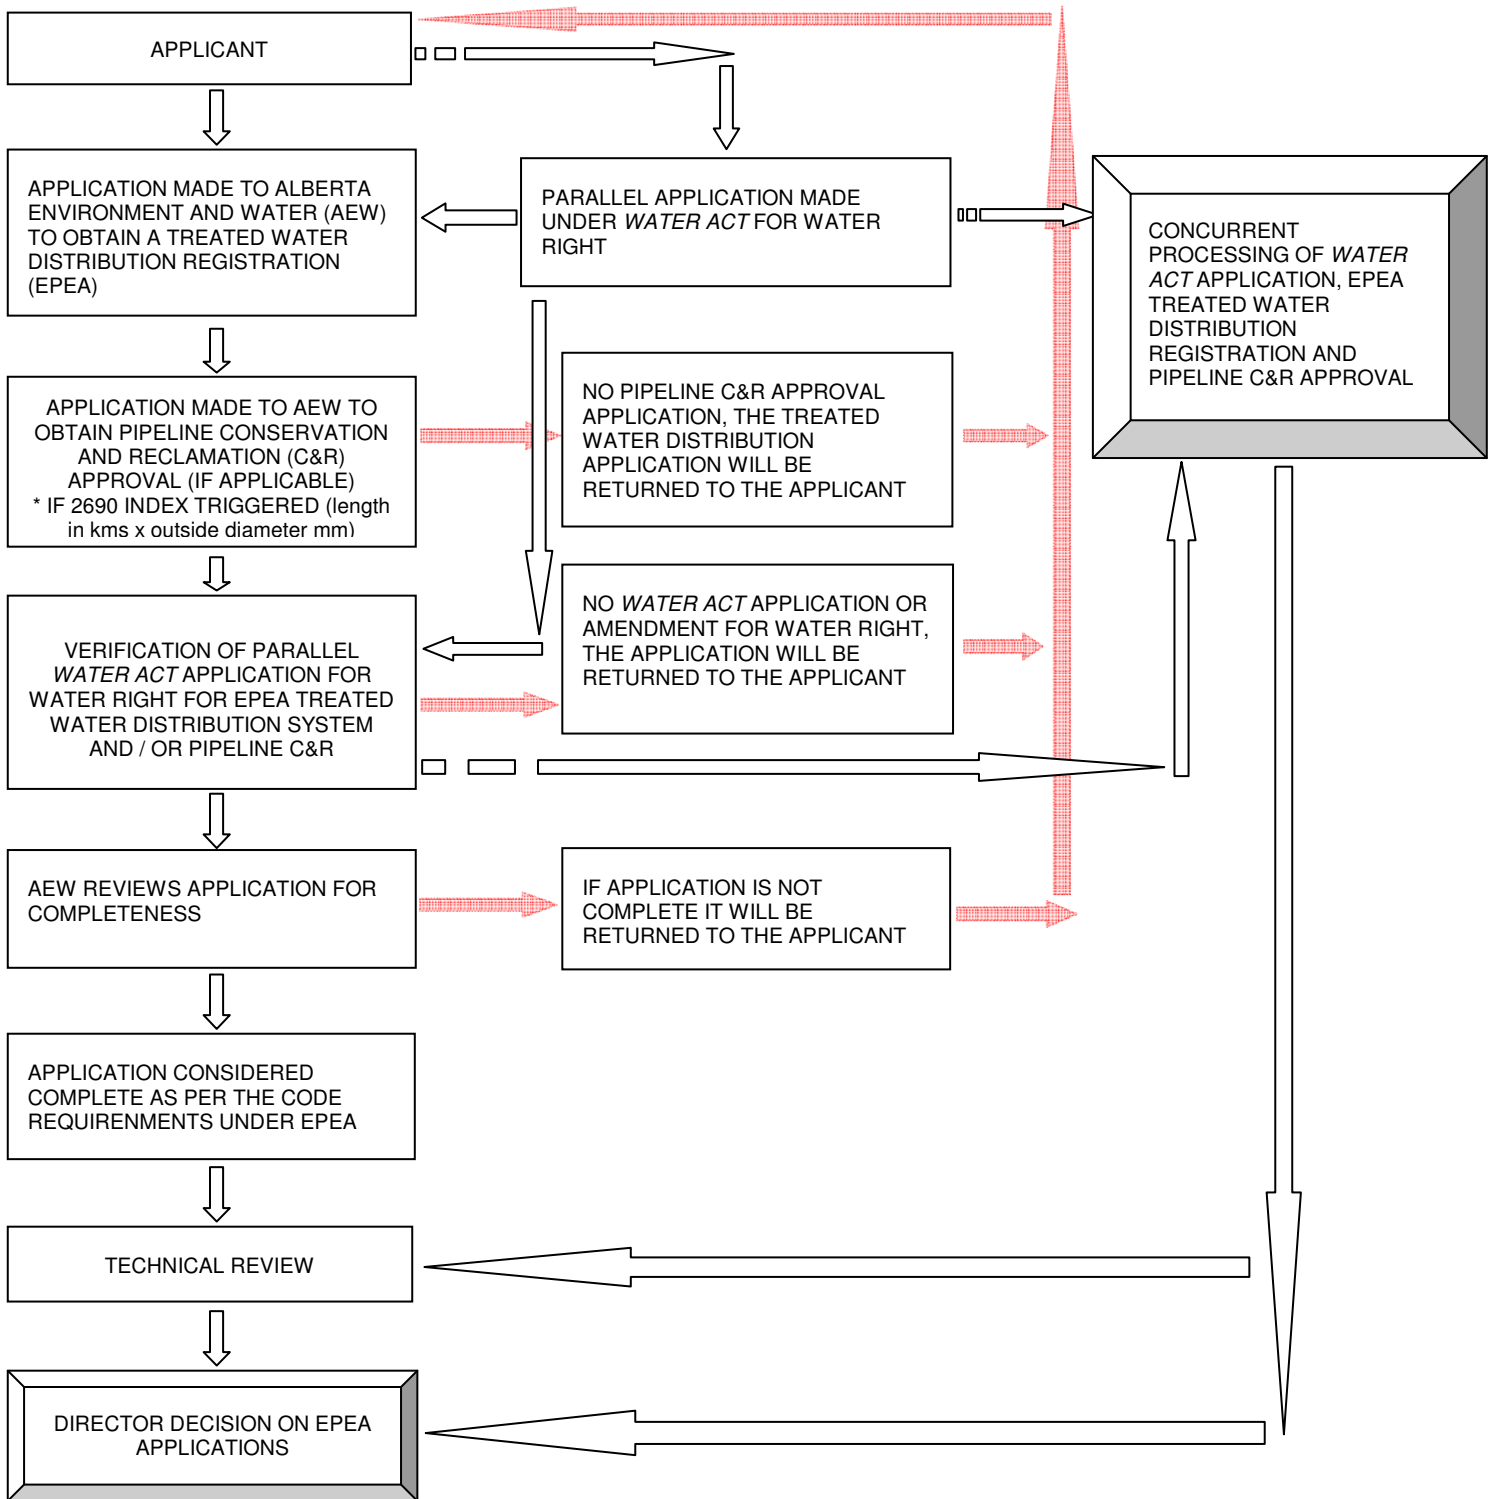 APPLICANT
APPLICATION MADE TO ALBERTA
ENVIRONMENT AND WATER (AEW)
TO OBTAIN A TREATED WATER
DISTRIBUTION REGISTRATION
(EPEA)
PARALLEL APPLICATION MADE
UNDER WATER ACT FOR WATER
RIGHT
CONCURRENT
PROCESSING OF WATER
ACT APPLICATION, EPEA
TREATED WATER
DISTRIBUTION
REGISTRATION AND
PIPELINE C&R APPROVAL
APPLICATION MADE TO AEW TO
OBTAIN PIPELINE CONSERVATION
AND RECLAMATION (C&R)
APPROVAL (IF APPLICABLE)
* IF 2690 INDEX TRIGGERED (length
in kms x outside diameter mm)
NO PIPELINE C&R APPROVAL
APPLICATION, THE TREATED
WATER DISTRIBUTION
APPLICATION WILL BE
RETURNED TO THE APPLICANT
VERIFICATION OF PARALLEL
WATER ACT APPLICATION FOR
WATER RIGHT FOR EPEA TREATED
WATER DISTRIBUTION SYSTEM
AND / OR PIPELINE C&R
NO WATER ACT APPLICATION OR
AMENDMENT FOR WATER RIGHT,
THE APPLICATION WILL BE
RETURNED TO THE APPLICANT
AEW REVIEWS APPLICATION FOR
COMPLETENESS
IF APPLICATION IS NOT
COMPLETE IT WILL BE
RETURNED TO THE APPLICANT
APPLICATION CONSIDERED
COMPLETE AS PER THE CODE
REQUIRENMENTS UNDER EPEA
TECHNICAL REVIEW
DIRECTOR DECISION ON EPEA
APPLICATIONS